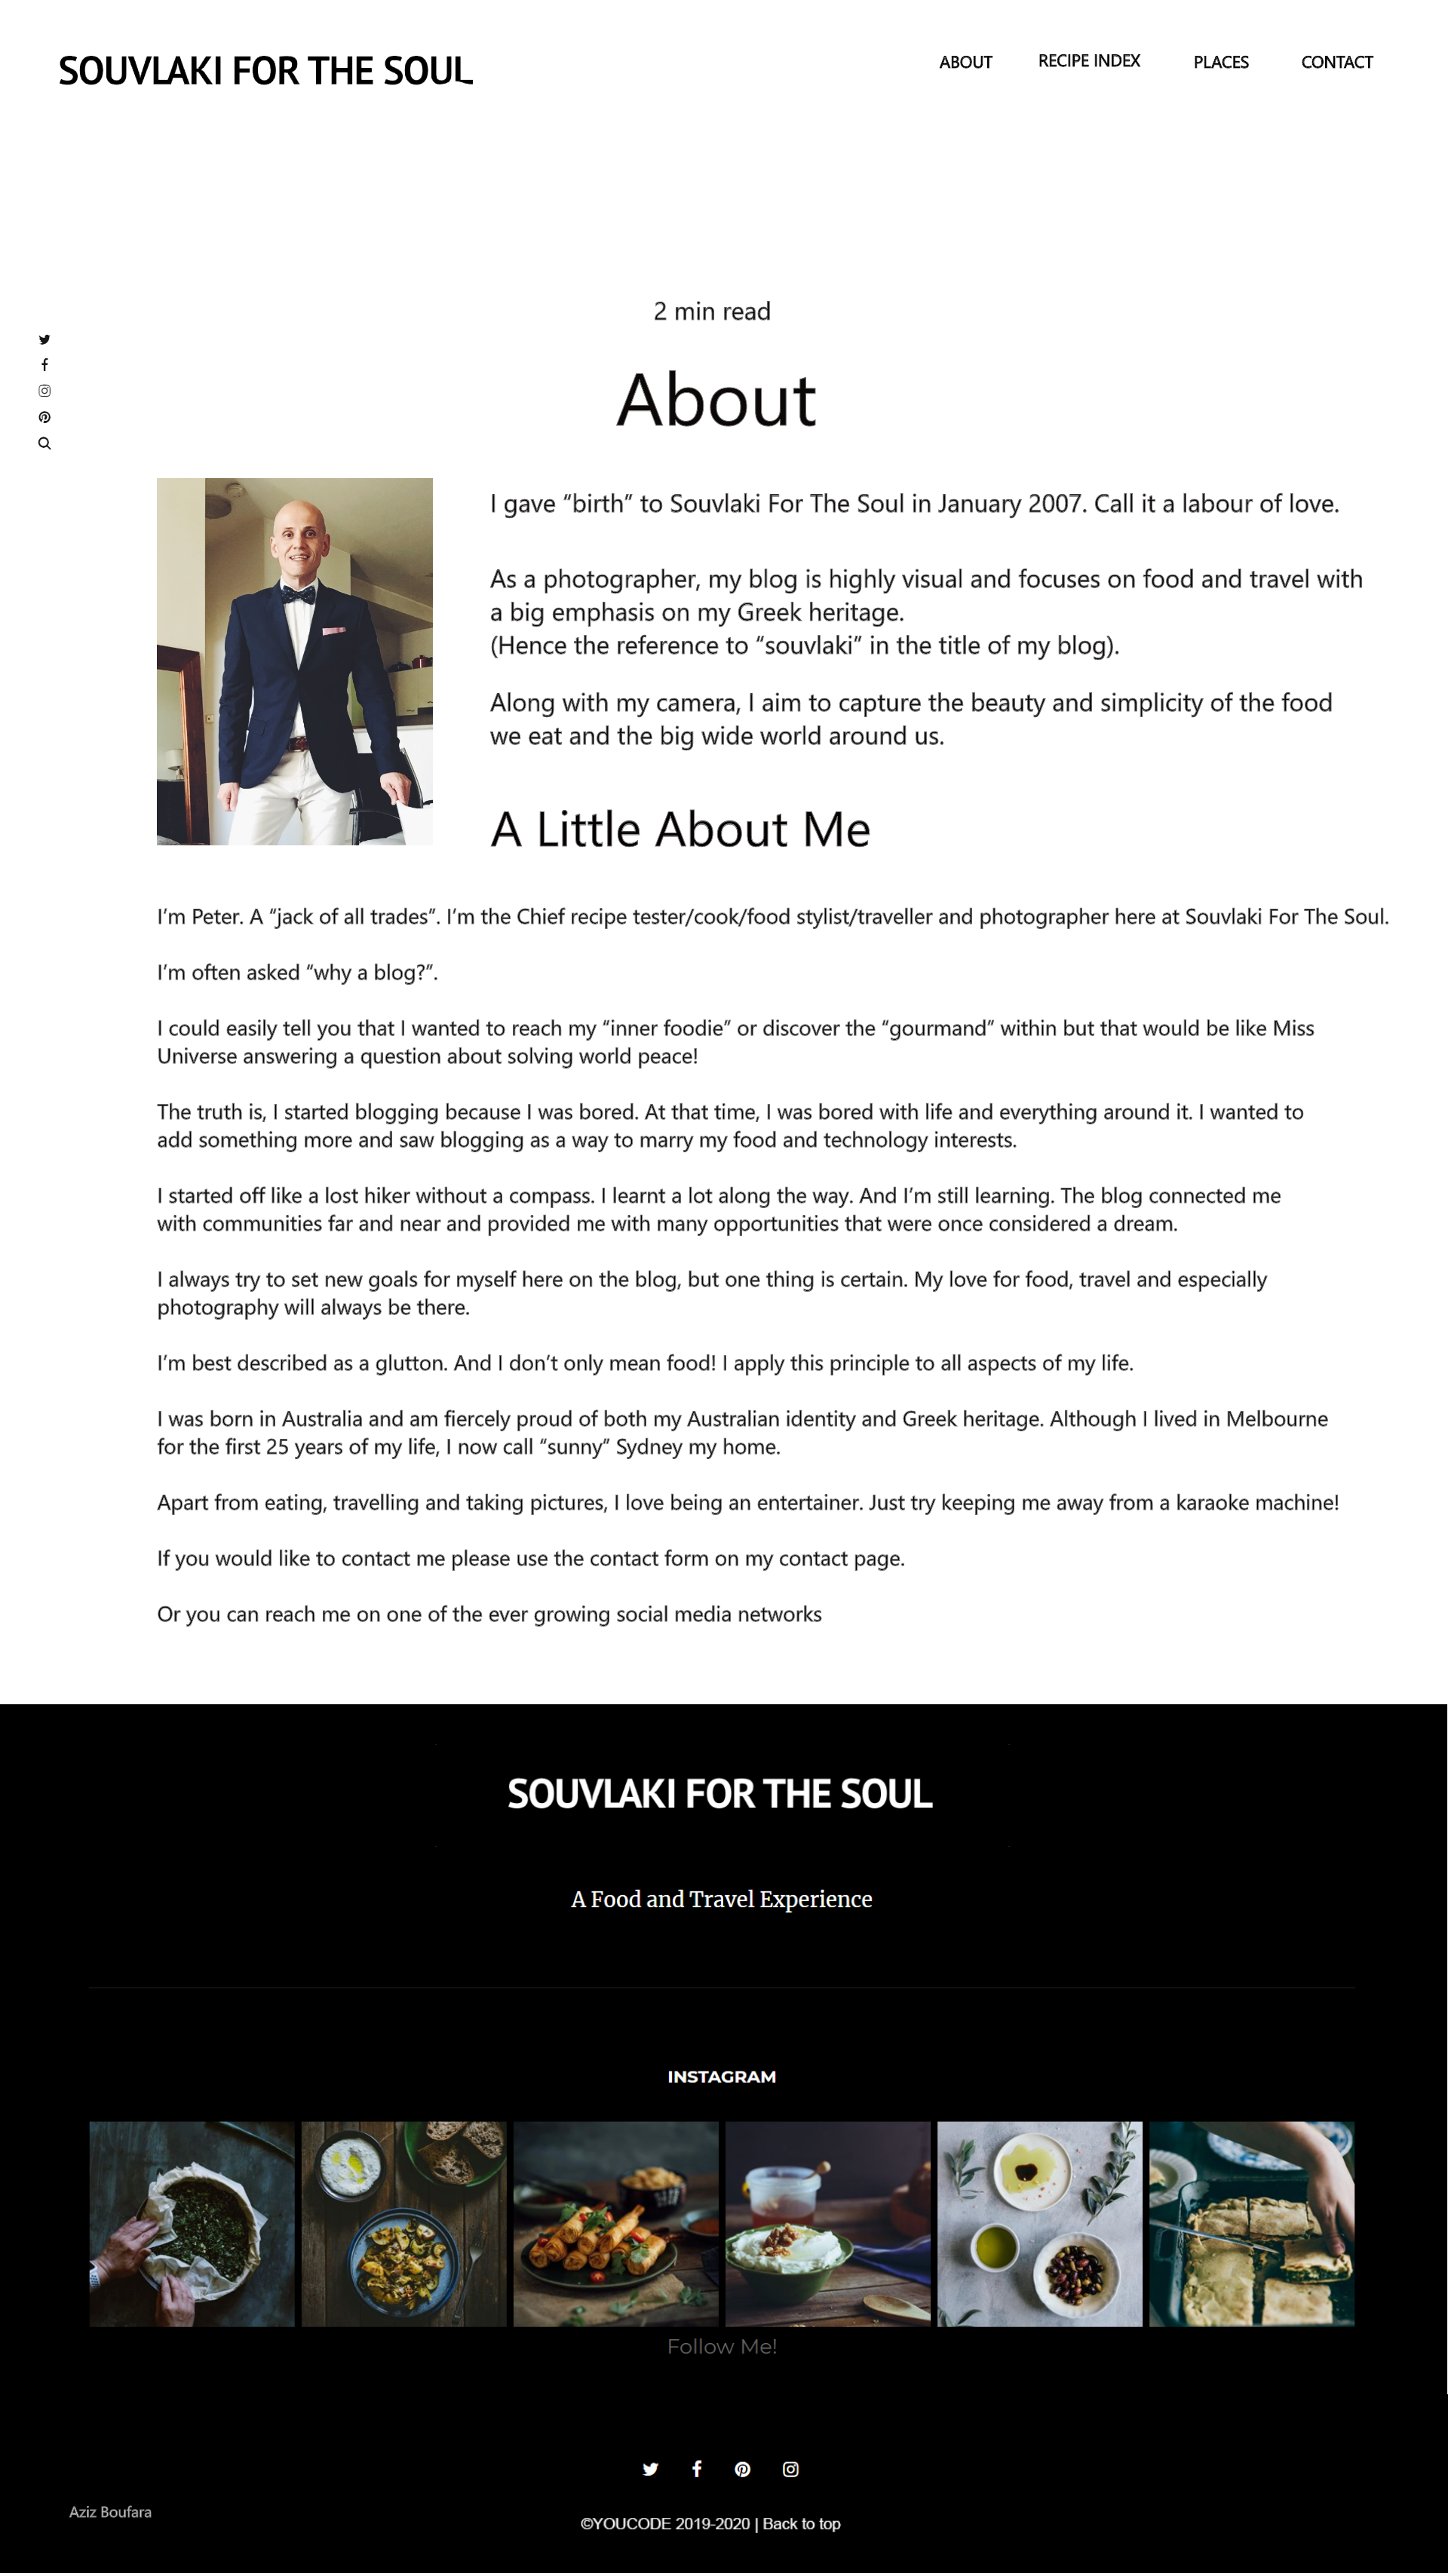 SOUVLAKI FOR THE SOUL
ABOUT RECIPE INDEX PLACES CONTACT
2 min read
About
I gave “birth” to Souvlaki For The Soul in January 2007. Call it a labour of love.
As a photographer, my blog is highly visual and focuses on food and travel with
a big emphasis on my Greek heritage.
(Hence the reference to “souvlaki” in the title of my blog).
Along with my camera, I aim to capture the beauty and simplicity of the food
we eat and the big wide world around us.
A Little About Me
I’m Peter. A “jack of all trades”. I’m the Chief recipe tester/cook/food stylist/traveller and photographer here at Souvlaki For The Soul.
I’m often asked “why a blog?”.
I could easily tell you that I wanted to reach my “inner foodie” or discover the “gourmand” within but that would be like Miss
Universe answering a question about solving world peace!
The truth is, I started blogging because I was bored. At that time, I was bored with life and everything around it. I wanted to
add something more and saw blogging as a way to marry my food and technology interests.
I started off like a lost hiker without a compass. I learnt a lot along the way. And I’m still learning. The blog connected me
with communities far and near and provided me with many opportunities that were once considered a dream.
I always try to set new goals for myself here on the blog, but one thing is certain. My love for food, travel and especially
photography will always be there.
I’m best described as a glutton. And I don’t only mean food! I apply this principle to all aspects of my life.
I was born in Australia and am fiercely proud of both my Australian identity and Greek heritage. Although I lived in Melbourne
for the first 25 years of my life, I now call “sunny” Sydney my home.
Apart from eating, travelling and taking pictures, I love being an entertainer. Just try keeping me away from a karaoke machine!
If you would like to contact me please use the contact form on my contact page.
Or you can reach me on one of the ever growing social media networks
SOUVLAKI FOR THE SOUL
A Food and Travel Experience
INSTAGRAM
Follow Me!
Aziz Boufara
©YOUCODE 2019-2020 | Back to top